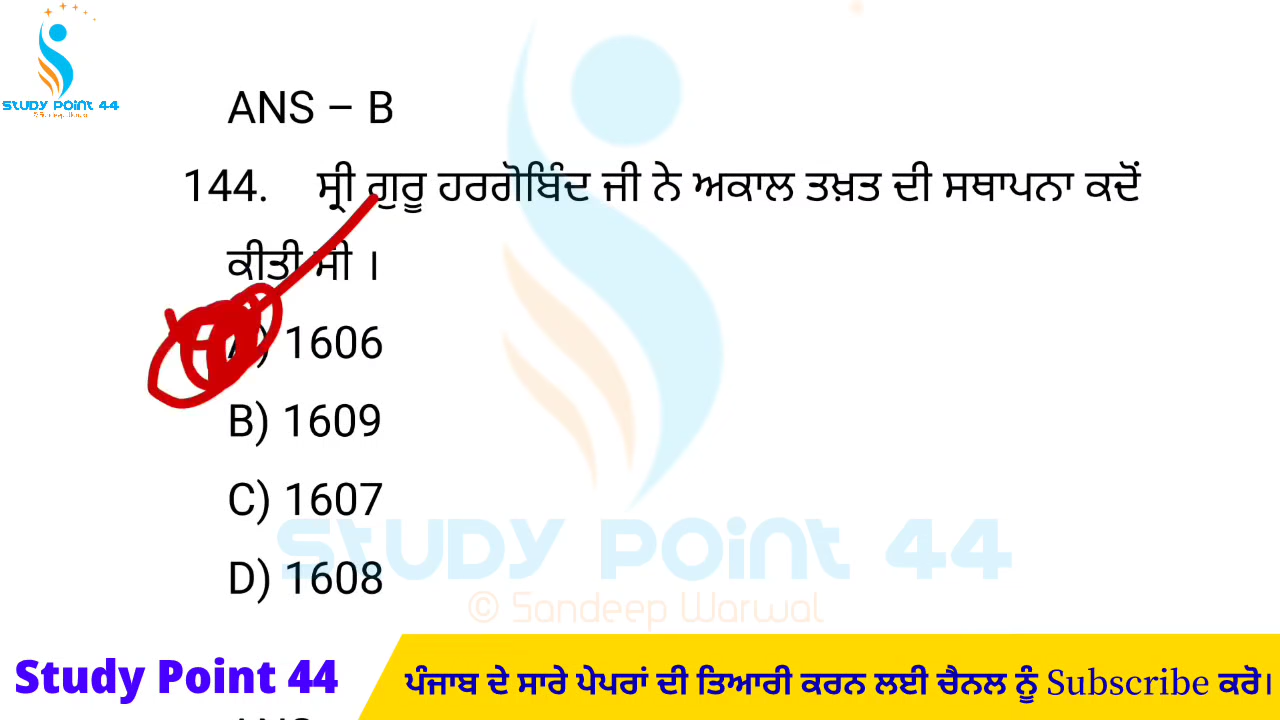 STUDY POINT 44
ANS – B
144. ਸ੍ਰੀ ਗੁਰੂ ਹਰਗੋਬਿੰਦ ਜੀ ਨੇ ਅਕਾਲ ਤਖ਼ਤ ਦੀ ਸਥਾਪਨਾ ਕਦੋਂ
ਕੀਤੀ ਸੀ ।
A) 1606
B) 1609
C) 1607
D) 1608
STUDY POINT 44
© Sandeep Warwal
Study Point 44
ਪੰਜਾਬ ਦੇ ਸਾਰੇ ਪੇਪਰਾਂ ਦੀ ਤਿਆਰੀ ਕਰਨ ਲਈ ਚੈਨਲ ਨੂੰ Subscribe ਕਰੋ।